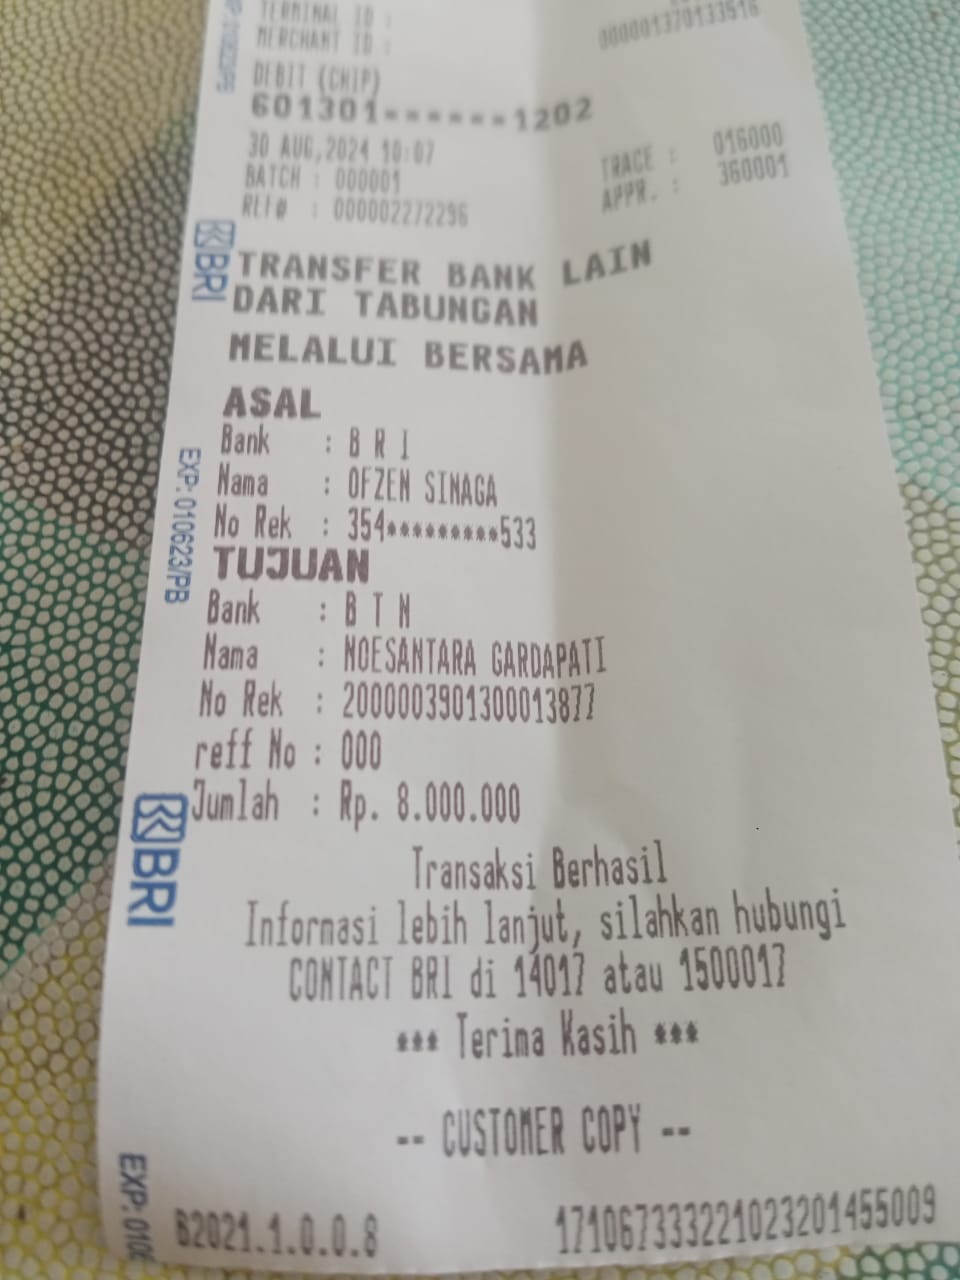 TERMINAL ID :
MERCHANT ID :
000001370133516
DEBIT (CHIP)
601301******1202
30 AUG,2024 10:07
BATCH : 000001
TRACE : 016000
REF# : 000002272296
APPR. : 360001
TRANSFER BANK LAIN
DARI TABUNGAN
MELALUI BERSAMA
ASAL
Bank : B R I
Nama : OFZEN SINAGA
No Rek : 354*********533
TUJUAN
Bank : B T N
Nama : NOESANTARA GARDAPATI
No Rek : 2000003901300013877
reff No : 000
Jumlah : Rp. 8.000.000
Transaksi Berhasil
Informasi lebih lanjut, silahkan hubungi
CONTACT BRI di 14017 atau 1500017
*** Terima Kasih ***
-- CUSTOMER COPY --
B2021.1.0.0.8
171067333221023201455009
BRI
EXP: 010623/PB
BRI